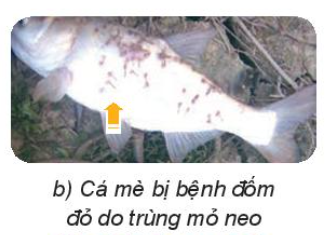 b) Cá mè bị bệnh đốm
đỏ do trùng mỏ neo